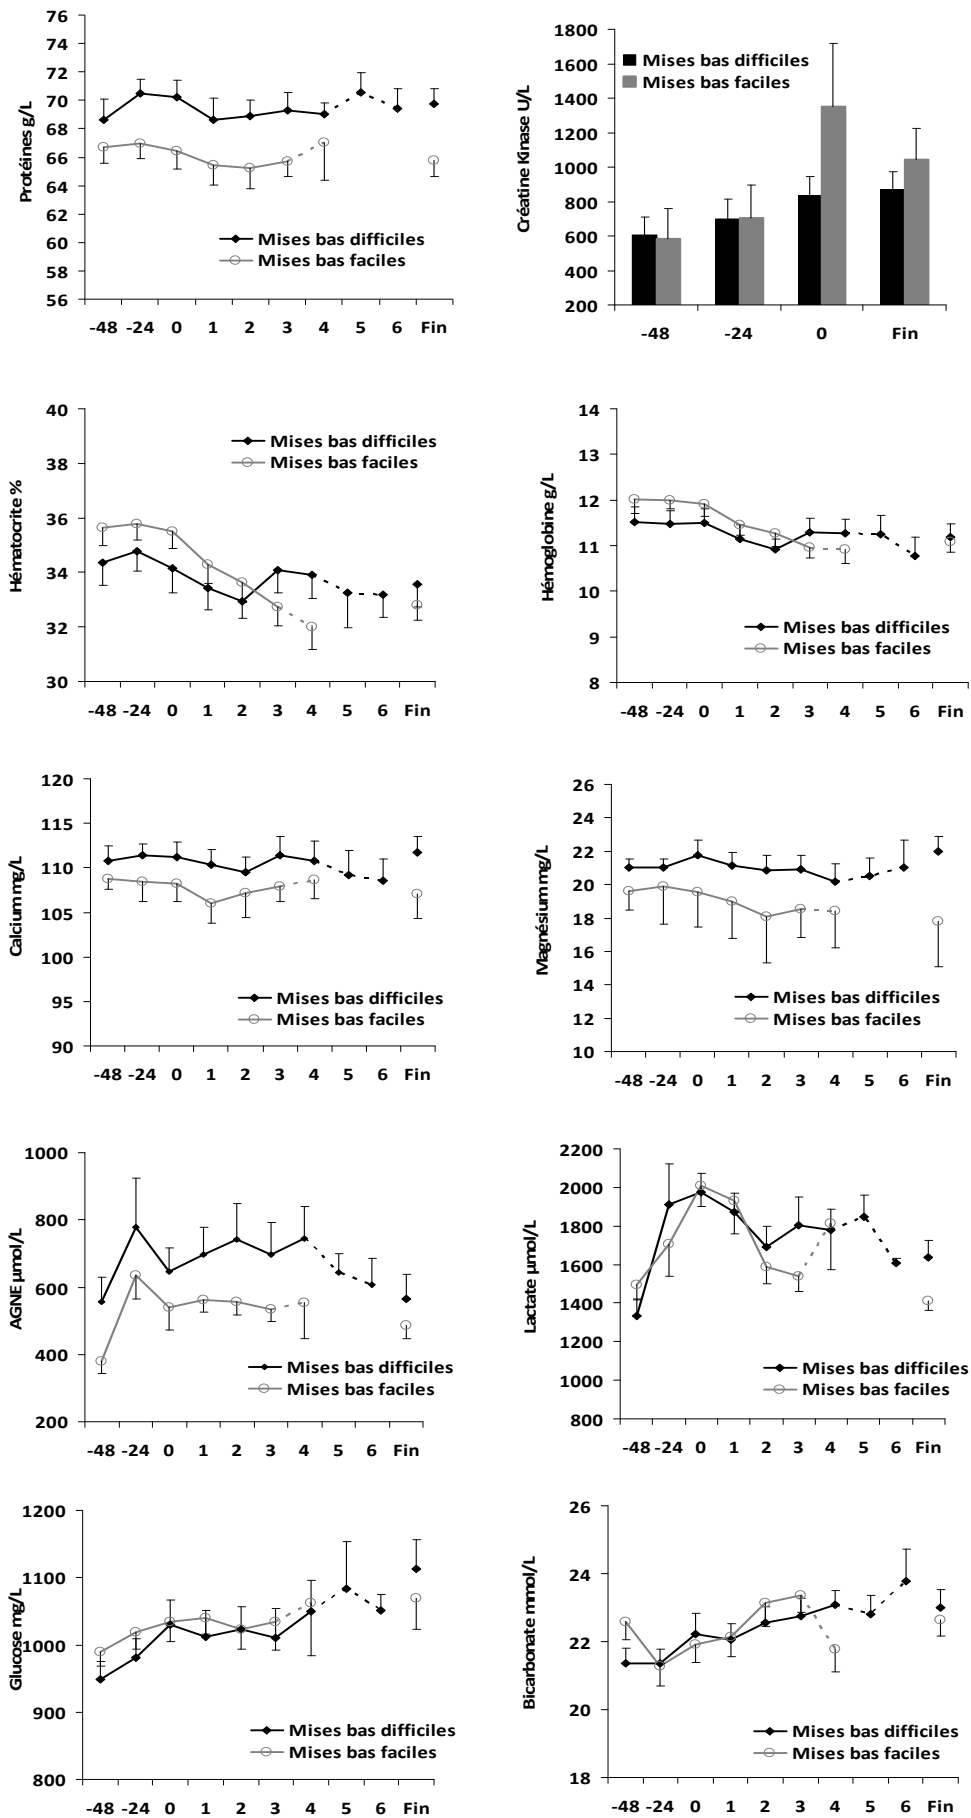 Protéines g/L
76
74
72
70
68
66
64
62
60
58
56
Mises bas difficiles
Mises bas faciles
-48 -24 0 1 2 3 4 5 6 Fin
Créatine Kinase U/L
1800
1600
1400
1200
1000
800
600
400
200
Mises bas difficiles
Mises bas faciles
-48 -24 0 Fin
Hématocrite %
40
38
36
34
32
30
Mises bas difficiles
Mises bas faciles
-48 -24 0 1 2 3 4 5 6 Fin
Hémoglobine g/L
14
13
12
11
10
9
8
Mises bas difficiles
Mises bas faciles
-48 -24 0 1 2 3 4 5 6 Fin
Calcium mg/L
120
115
110
105
100
95
90
Mises bas difficiles
Mises bas faciles
-48 -24 0 1 2 3 4 5 6 Fin
Magnésium mg/L
26
24
22
20
18
16
14
12
10
Mises bas difficiles
Mises bas faciles
-48 -24 0 1 2 3 4 5 6 Fin
AGNE µmol/L
1000
800
600
400
200
Mises bas difficiles
Mises bas faciles
-48 -24 0 1 2 3 4 5 6 Fin
Lactate µmol/L
2200
2000
1800
1600
1400
1200
1000
800
Mises bas difficiles
Mises bas faciles
-48 -24 0 1 2 3 4 5 6 Fin
Glucose mg/L
1200
1100
1000
900
800
Mises bas difficiles
Mises bas faciles
-48 -24 0 1 2 3 4 5 6 Fin
Bicarbonate mmol/L
26
24
22
20
18
Mises bas difficiles
Mises bas faciles
-48 -24 0 1 2 3 4 5 6 Fin